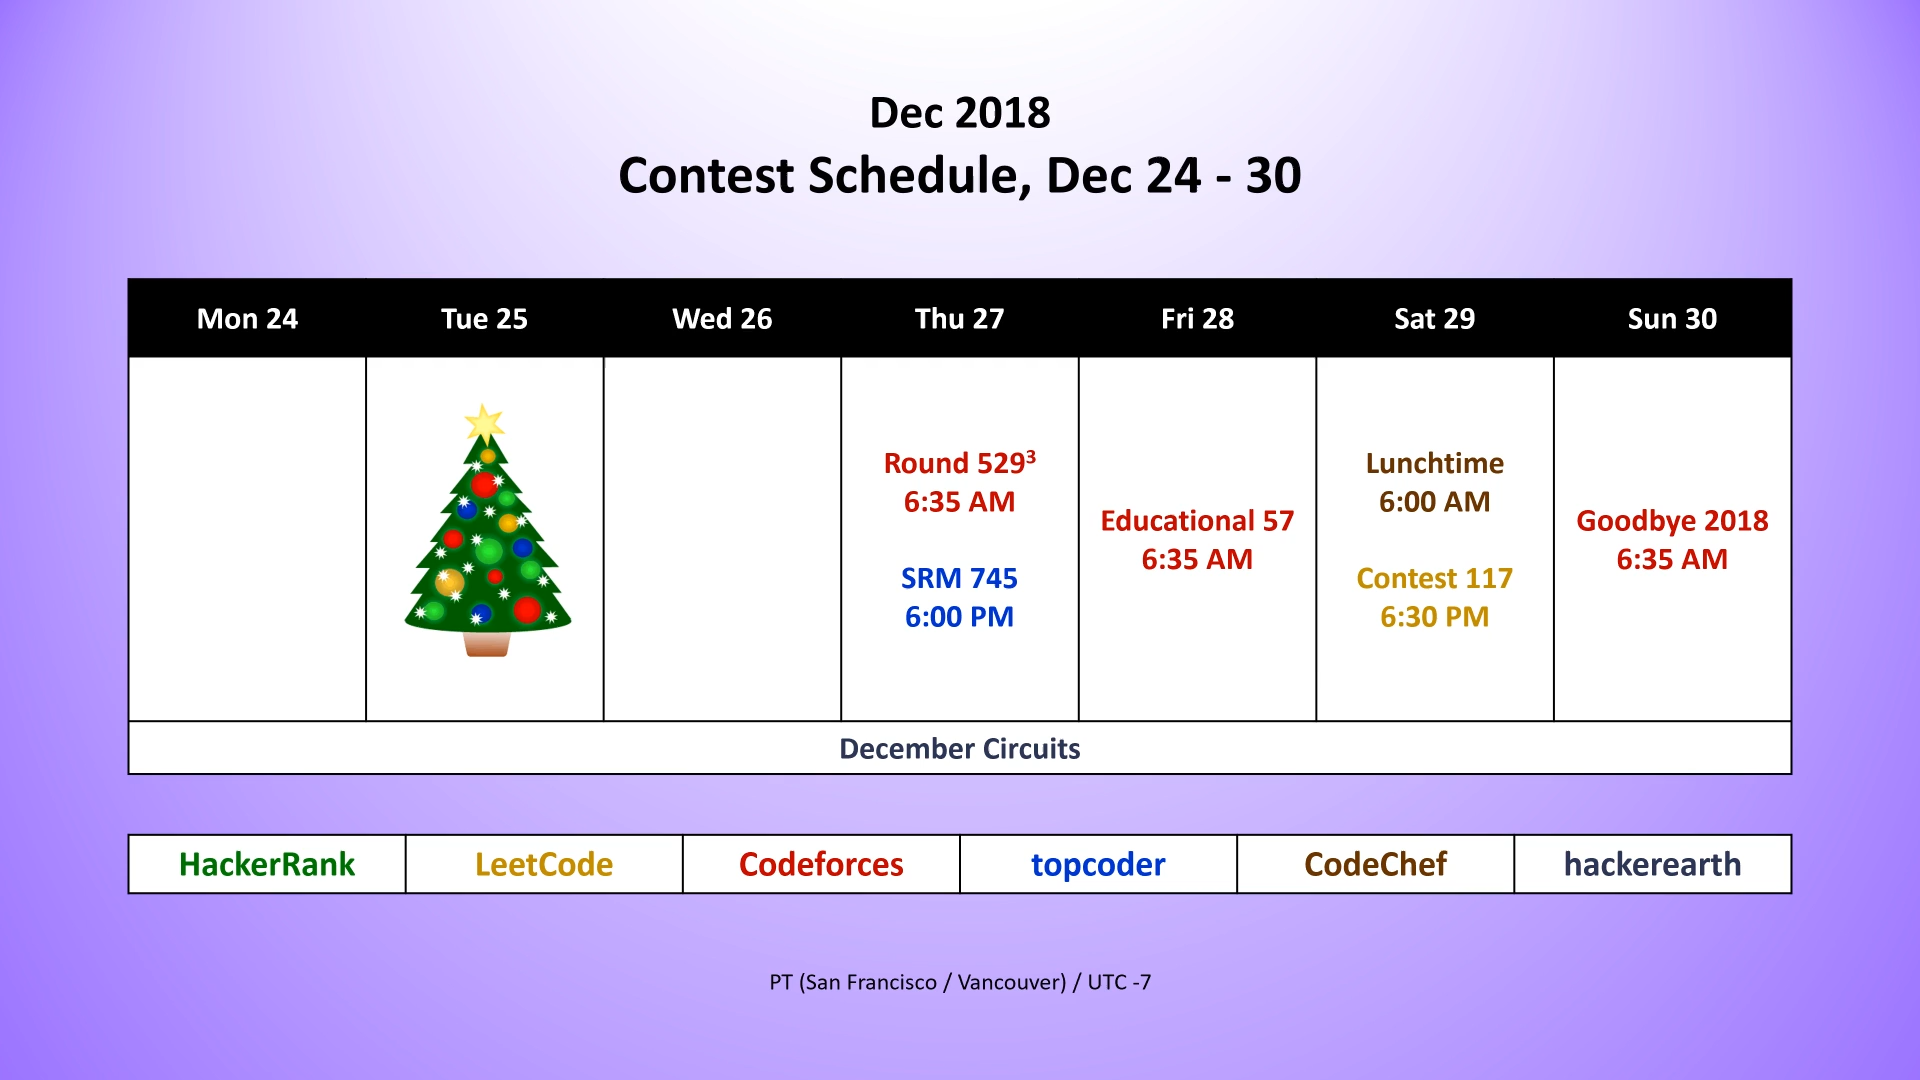 Dec 2018
Contest Schedule, Dec 24 - 30
Mon 24 Tue 25 Wed 26 Thu 27 Fri 28 Sat 29 Sun 30
Round 529³
6:35 AM
SRM 745
6:00 PM
Educational 57
6:35 AM
Lunchtime
6:00 AM
Contest 117
6:30 PM
Goodbye 2018
6:35 AM
December Circuits
HackerRank LeetCode Codeforces topcoder CodeChef hackerearth
PT (San Francisco / Vancouver) / UTC -7